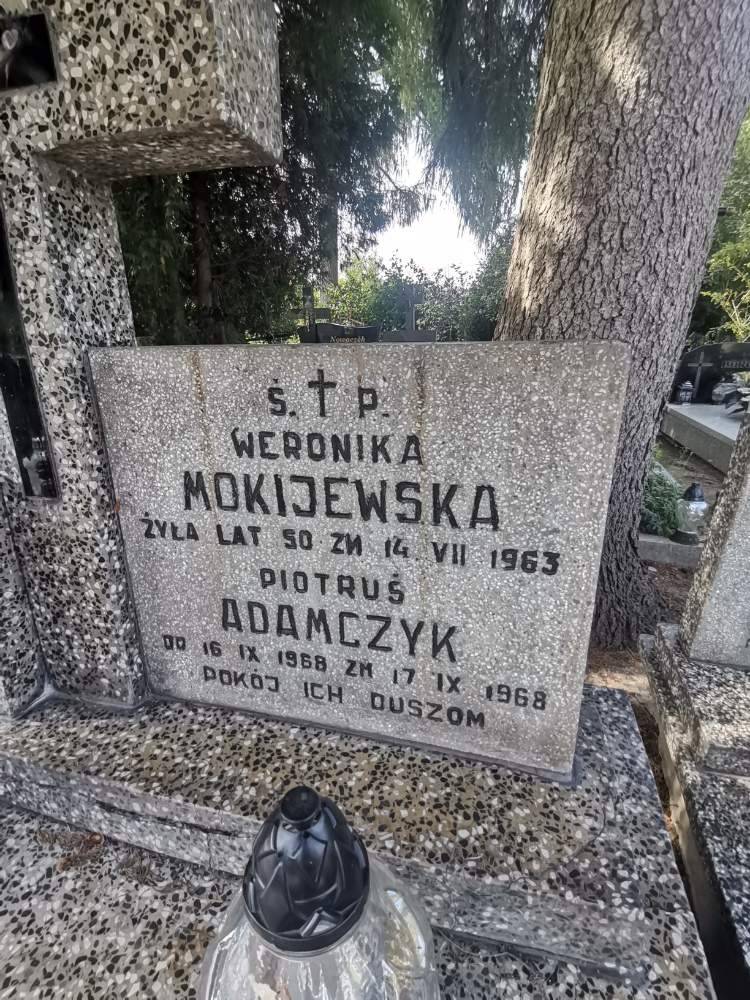 Ś. † P.
WERONIKA
MOKIJEWSKA
ŻYŁA LAT 50 ZM 14 VII 1963
PIOTRUŚ
ADAMCZYK
OD 16 IX 1968 ZM 17 IX 1968
POKÓJ ICH DUSZOM